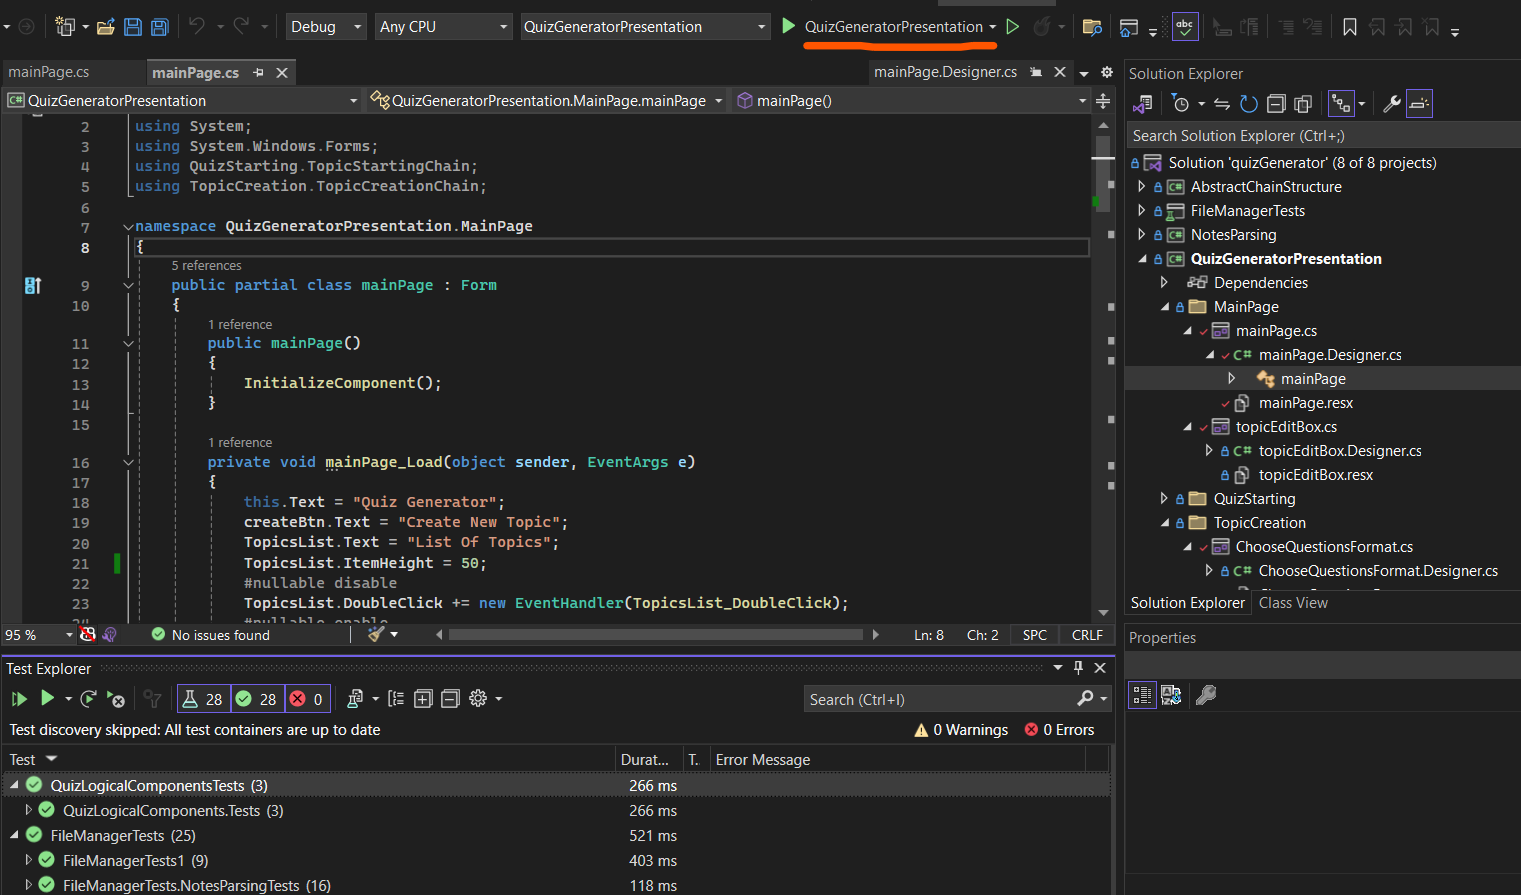 Debug
Any CPU
QuizGeneratorPresentation
QuizGeneratorPresentation
abc
mainPage.cs
mainPage.cs
mainPage.Designer.cs
C# QuizGeneratorPresentation
QuizGeneratorPresentation.MainPage.mainPage
mainPage()
2 using System;
3 using System.Windows.Forms;
4 using QuizStarting.TopicStartingChain;
5 using TopicCreation.TopicCreationChain;
6
7 namespace QuizGeneratorPresentation.MainPage
8 {
5 references
9 public partial class mainPage : Form
10 {
1 reference
11 public mainPage()
12 {
13 InitializeComponent();
14 }
15
1 reference
16 private void mainPage_Load(object sender, EventArgs e)
17 {
18 this.Text = "Quiz Generator";
19 createBtn.Text = "Create New Topic";
20 TopicsList.Text = "List Of Topics";
21 TopicsList.ItemHeight = 50;
22 #nullable disable
23 TopicsList.DoubleClick += new EventHandler(TopicsList_DoubleClick);
24 #nullable enable
95 %
No issues found
Ln: 8
Ch: 2
SPC
CRLF
Test Explorer
28
28
0
Search (Ctrl+I)
Test discovery skipped: All test containers are up to date
0 Warnings
0 Errors
Test
Durat...
T.
Error Message
QuizLogicalComponentsTests (3) 266 ms
QuizLogicalComponents.Tests (3) 266 ms
FileManagerTests (25) 521 ms
FileManagerTests1 (9) 403 ms
FileManagerTests.NotesParsingTests (16) 118 ms
Solution Explorer
Search Solution Explorer (Ctrl+;)
Solution 'quizGenerator' (8 of 8 projects)
C# AbstractChainStructure
FileManagerTests
C# NotesParsing
C# QuizGeneratorPresentation
Dependencies
MainPage
mainPage.cs
C# mainPage.Designer.cs
mainPage
mainPage.resx
topicEditBox.cs
C# topicEditBox.Designer.cs
topicEditBox.resx
QuizStarting
TopicCreation
ChooseQuestionsFormat.cs
C# ChooseQuestionsFormat.Designer.cs
Solution Explorer
Class View
Properties